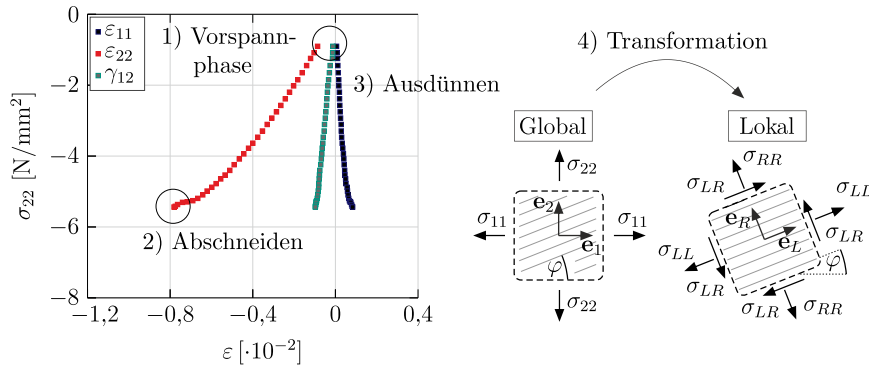 0
−2
−4
−6
−8
σ22 [N/mm²]
ε11
ε22
γ12
1) Vorspann-
phase
3) Ausdünnen
2) Abschneiden
−1,2
−0,8
−0,4
0
0,4
ε [·10⁻²]
4) Transformation
Global
Lokal
σ22
σ11
e2
e1
φ
σ11
σ22
σRR
σLR
σLL
eR
eL
σLR
σLL
φ
σLR
σLR
σRR